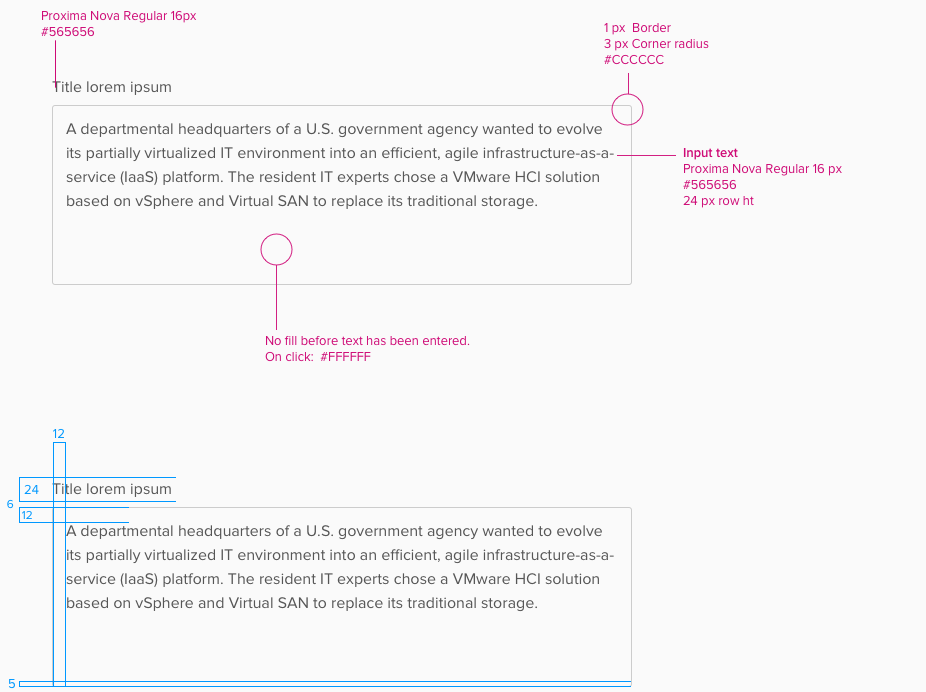 Proxima Nova Regular 16px
#565656
1 px  Border
3 px Corner radius
#CCCCCC
Title lorem ipsum
A departmental headquarters of a U.S. government agency wanted to evolve
its partially virtualized IT environment into an efficient, agile infrastructure-as-a-
service (IaaS) platform. The resident IT experts chose a VMware HCI solution
based on vSphere and Virtual SAN to replace its traditional storage.
Input text
Proxima Nova Regular 16 px
#565656
24 px row ht
No fill before text has been entered.
On click:  #FFFFFF
12
24
Title lorem ipsum
6
12
A departmental headquarters of a U.S. government agency wanted to evolve
its partially virtualized IT environment into an efficient, agile infrastructure-as-a-
service (IaaS) platform. The resident IT experts chose a VMware HCI solution
based on vSphere and Virtual SAN to replace its traditional storage.
5